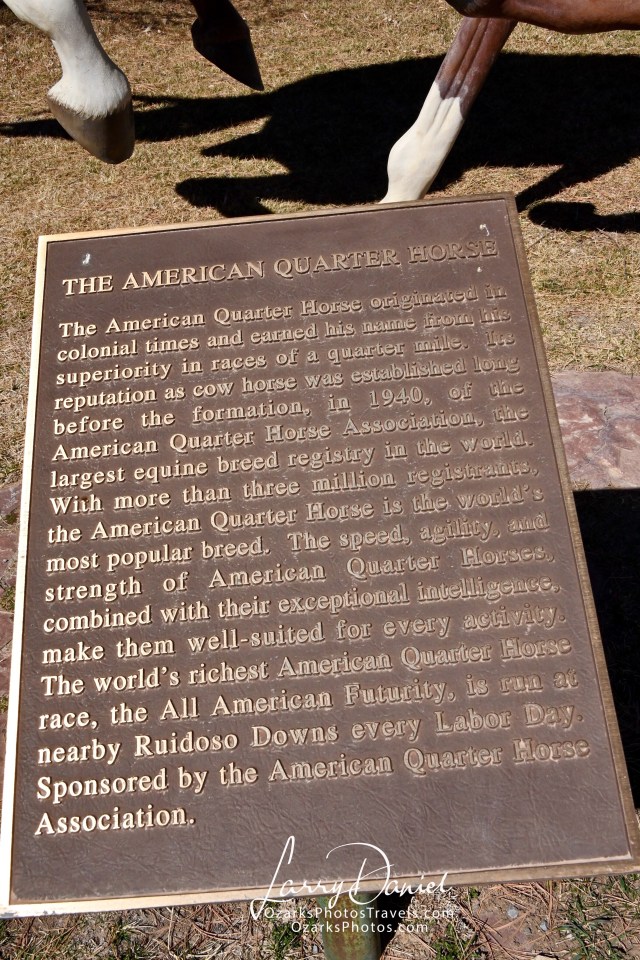 THE AMERICAN QUARTER HORSE
The American Quarter Horse originated in
colonial times and earned his name from his
superiority in races of a quarter mile. Its
reputation as cow horse was established long
before the formation, in 1940, of the
American Quarter Horse Association, the
largest equine breed registry in the world.
With more than three million registrants,
the American Quarter Horse is the world's
most popular breed. The speed, agility, and
strength of American Quarter Horses,
combined with their exceptional intelligence,
make them well-suited for every activity.
The world's richest American Quarter Horse
race, the All American Futurity, is run at
nearby Ruidoso Downs every Labor Day.
Sponsored by the American Quarter Horse
Association.
Larry Daniel
OzarksPhotosTravels.com
OzarksPhotos.com